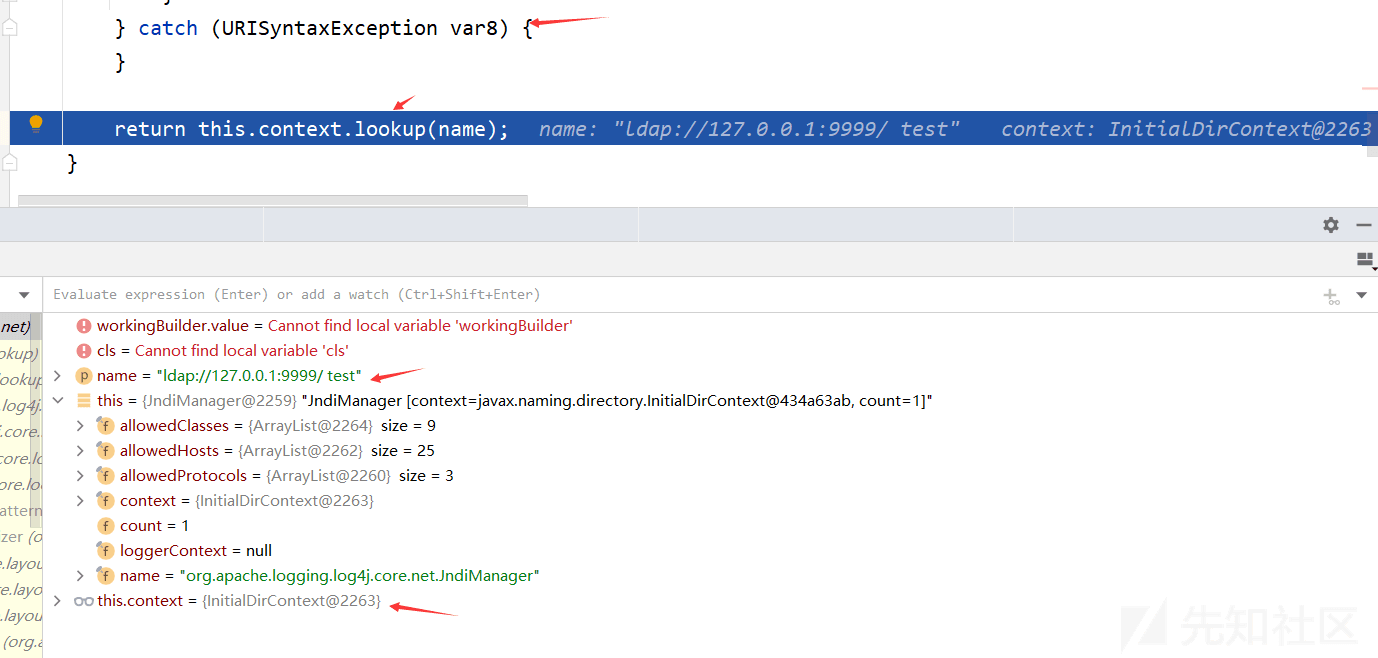 } catch (URISyntaxException var8) {
}
return this.context.lookup(name); name: "ldap://127.0.0.1:9999/ test" context: InitialDirContext@2263
}
Evaluate expression (Enter) or add a watch (Ctrl+Shift+Enter)
net)
workingBuilder.value = Cannot find local variable 'workingBuilder'
okup)
cls = Cannot find local variable 'cls'
ookup
p name = "ldap://127.0.0.1:9999/ test"
.log4j.
this = {JndiManager@2259} "JndiManager [context=javax.naming.directory.InitialDirContext@434a63ab, count=1]"
f allowedClasses = {ArrayList@2264} size = 9
.core.
f allowedHosts = {ArrayList@2262} size = 25
core.lo
f allowedProtocols = {ArrayList@2260} size = 3
ore.lo
f context = {InitialDirContext@2263}
attern
f count = 1
zer (o
f loggerContext = null
e.layou
f name = "org.apache.logging.log4j.core.net.JndiManager"
re.layo
this.context = {InitialDirContext@2263}
.layou
(org.a
先知社区